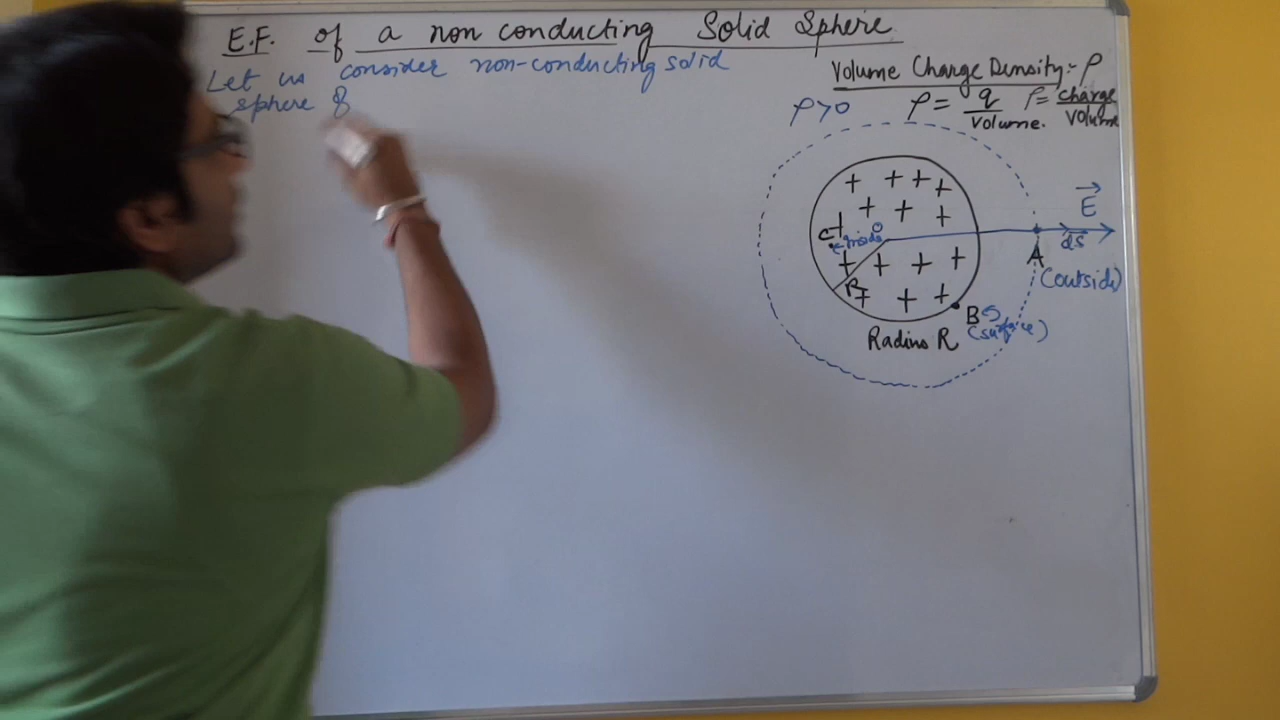 E.F. of a non conducting Solid Sphere
Let us consider non-conducting solid
sphere of
Volume Charge Density:- ρ
ρ>0 ρ = q/volume. ρ= charge/Volume
+ + + +
+ + +
+
C
O
E
dS
A
(outside)
+ + + +
R
+ + +
B
(surface)
Radius R